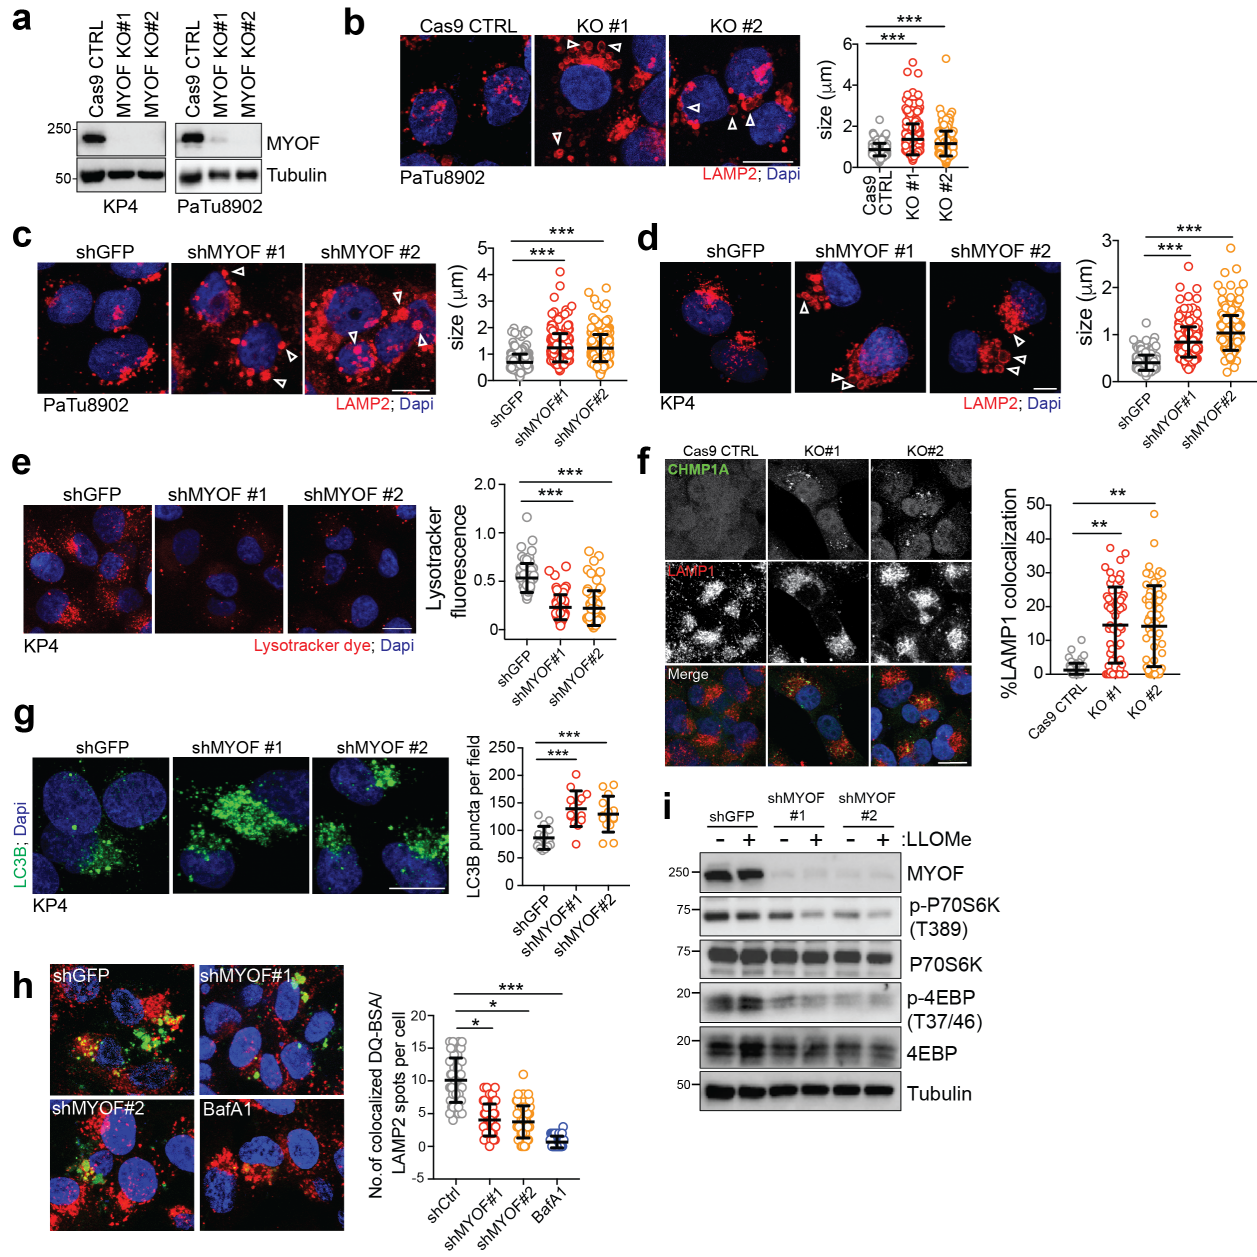 a
Cas9 CTRL
MYOF KO#1
MYOF KO#2
Cas9 CTRL
MYOF KO#1
MYOF KO#2
250
50
MYOF
Tubulin
KP4
PaTu8902
b
Cas9 CTRL
KO #1
KO #2
PaTu8902
LAMP2; Dapi
***
***
size (μm)
6
4
2
0
Cas9 CTRL
KO #1
KO #2
c
shGFP
shMYOF #1
shMYOF #2
PaTu8902
LAMP2; Dapi
***
***
size (μm)
5
4
3
2
1
0
shGFP
shMYOF#1
shMYOF#2
d
shGFP
shMYOF #1
shMYOF #2
KP4
LAMP2; Dapi
***
***
size (μm)
3
2
1
0
shGFP
shMYOF#1
shMYOF#2
e
shGFP
shMYOF #1
shMYOF #2
KP4
Lysotracker dye; Dapi
***
***
Lysotracker fluorescence
2.0
1.0
0.5
0
shGFP
shMYOF#1
shMYOF#2
f
Cas9 CTRL
KO#1
KO#2
CHMP1A
LAMP1
Merge
**
**
%LAMP1 colocalization
50
40
30
20
10
0
Cas9 CTRL
KO #1
KO #2
g
shGFP
shMYOF #1
shMYOF #2
LC3B; Dapi
KP4
***
***
LC3B puncta per field
250
200
150
100
50
0
shGFP
shMYOF#1
shMYOF#2
h
shGFP
shMYOF#1
shMYOF#2
BafA1
***
*
*
No.of colocalized DQ-BSA/
LAMP2 spots per cell
20
15
10
5
0
-5
shCtrl
shMYOF#1
shMYOF#2
BafA1
i
shGFP
shMYOF #1
shMYOF #2
- + - + - + :LLOMe
250
MYOF
75
p-P70S6K
(T389)
75
P70S6K
20
p-4EBP
(T37/46)
20
4EBP
50
Tubulin